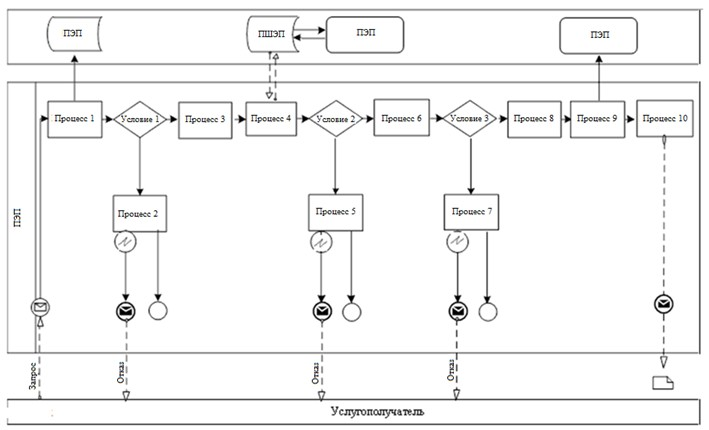 ПЭП
ПШЭП
ПЭП
ПЭП
Процесс 1
Условие 1
Процесс 3
Процесс 4
Условие 2
Процесс 6
Условие 3
Процесс 8
Процесс 9
Процесс 10
Процесс 2
Процесс 5
Процесс 7
ПЭП
Запрос
Отказ
Отказ
Отказ
Услугополучатель